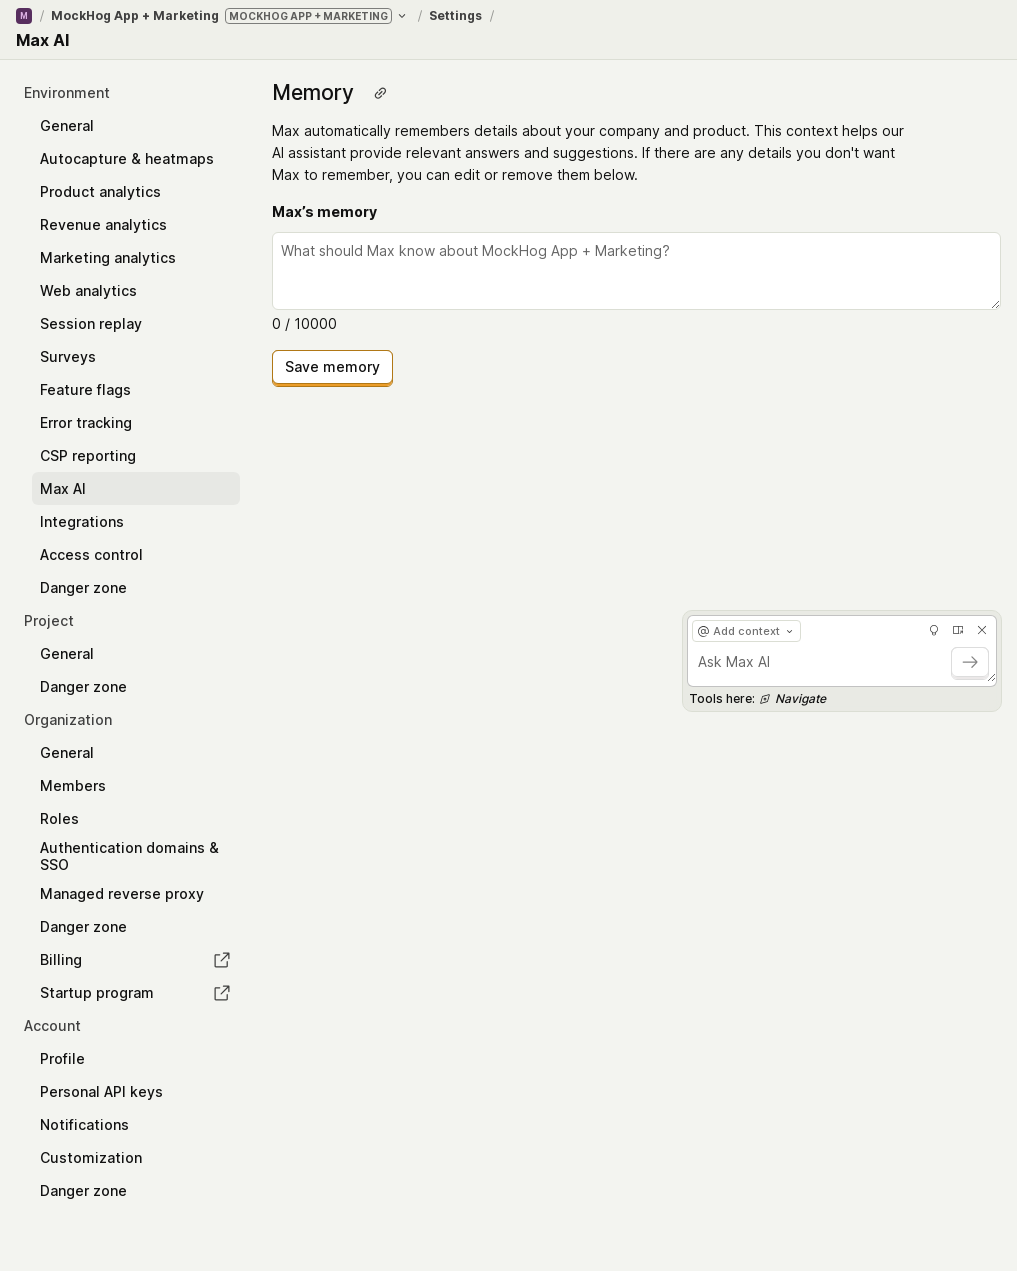 M / MockHog App + Marketing MOCKHOG APP + MARKETING / Settings /
Max AI
Environment
General
Autocapture & heatmaps
Product analytics
Revenue analytics
Marketing analytics
Web analytics
Session replay
Surveys
Feature flags
Error tracking
CSP reporting
Max AI
Integrations
Access control
Danger zone
Project
General
Danger zone
Organization
General
Members
Roles
Authentication domains &
SSO
Managed reverse proxy
Danger zone
Billing
Startup program
Account
Profile
Personal API keys
Notifications
Customization
Danger zone
Memory
Max automatically remembers details about your company and product. This context helps our
AI assistant provide relevant answers and suggestions. If there are any details you don't want
Max to remember, you can edit or remove them below.
Max’s memory
What should Max know about MockHog App + Marketing?
0 / 10000
Save memory
@ Add context
Ask Max AI
Tools here: Navigate